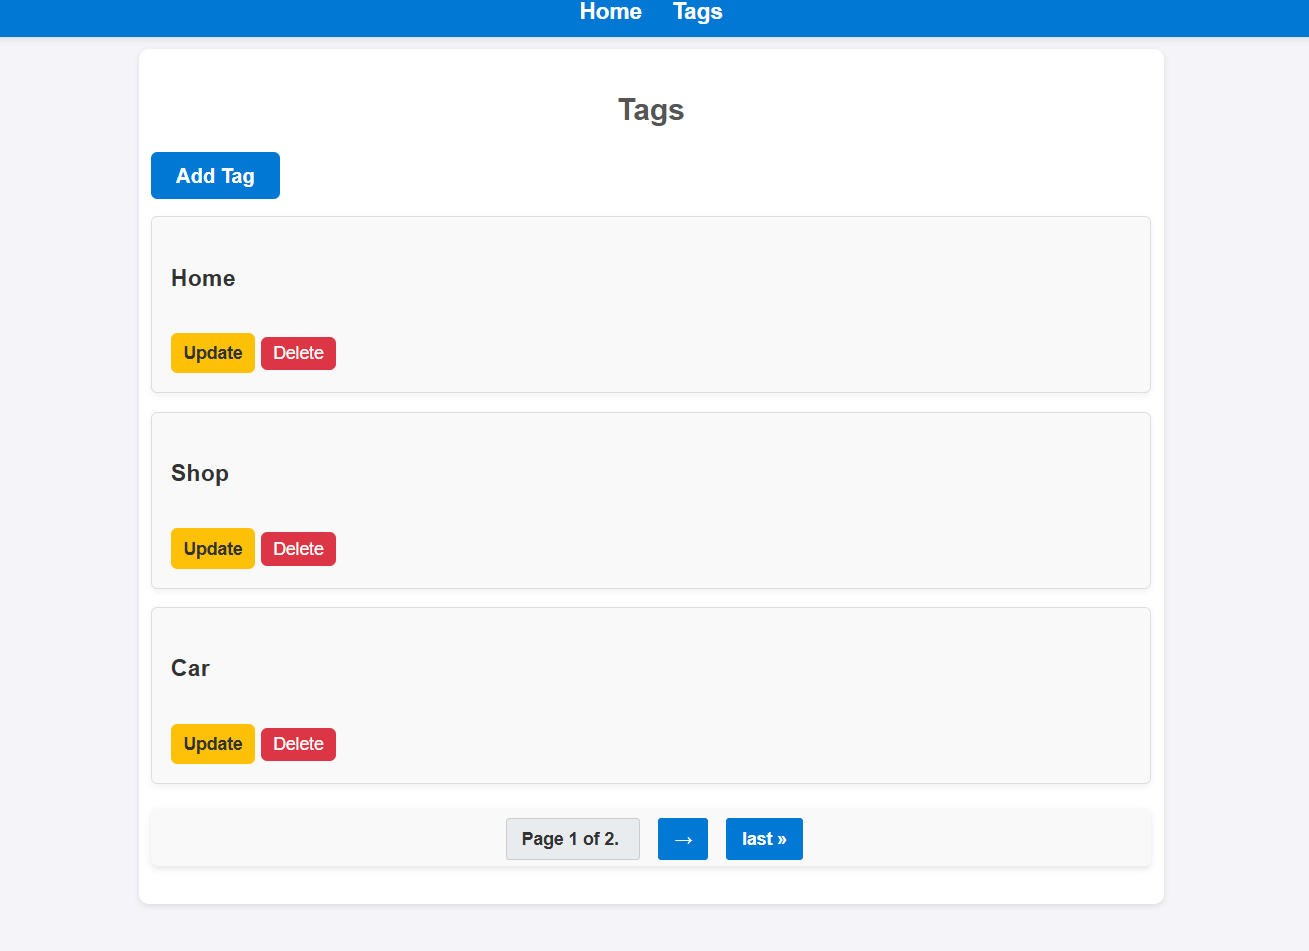 Home Tags
Tags
Add Tag
Home
Update Delete
Shop
Update Delete
Car
Update Delete
Page 1 of 2. → last »